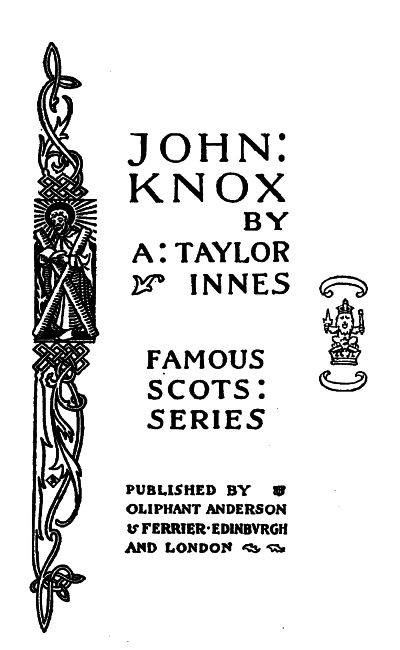 JOHN:
KNOX
BY
A: TAYLOR
INNES
FAMOUS
SCOTS:
SERIES
PUBLISHED BY
OLIPHANT ANDERSON
& FERRIER·EDINBVRGH
AND LONDON